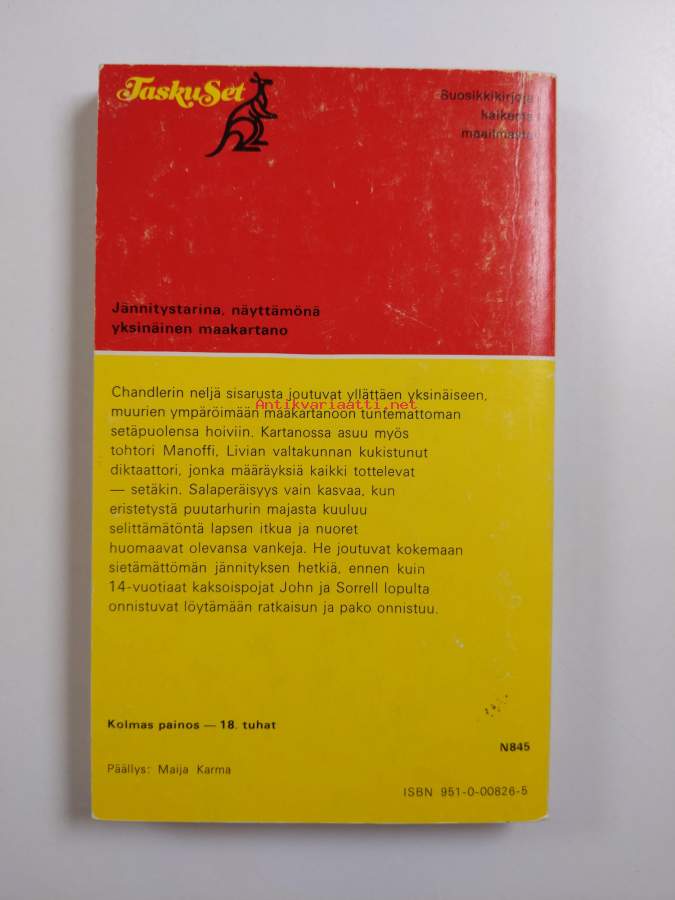 TaskuSet
Suosikkikirjoja
kaikesta
maailmasta
Jännitystarina, näyttämönä
yksinäinen maakartano
Chandlerin neljä sisarusta joutuvat yllättäen yksinäiseen,
muurien ympäröimään maakartanoon tuntemattoman
Antikvariaatti.net
setäpuolensa hoiviin. Kartanossa asuu myös
tohtori Manoffi, Livian valtakunnan kukistunut
diktaattori, jonka määräyksiä kaikki tottelevat
— setäkin. Salaperäisyys vain kasvaa, kun
eristetystä puutarhurin majasta kuuluu
selittämätöntä lapsen itkua ja nuoret
huomaavat olevansa vankeja. He joutuvat kokemaan
sietämättömän jännityksen hetkiä, ennen kuin
14-vuotiaat kaksoispojat John ja Sorrell lopulta
onnistuvat löytämään ratkaisun ja pako onnistuu.
Kolmas painos — 18. tuhat
N845
Päällys: Maija Karma
ISBN 951-0-00826-5